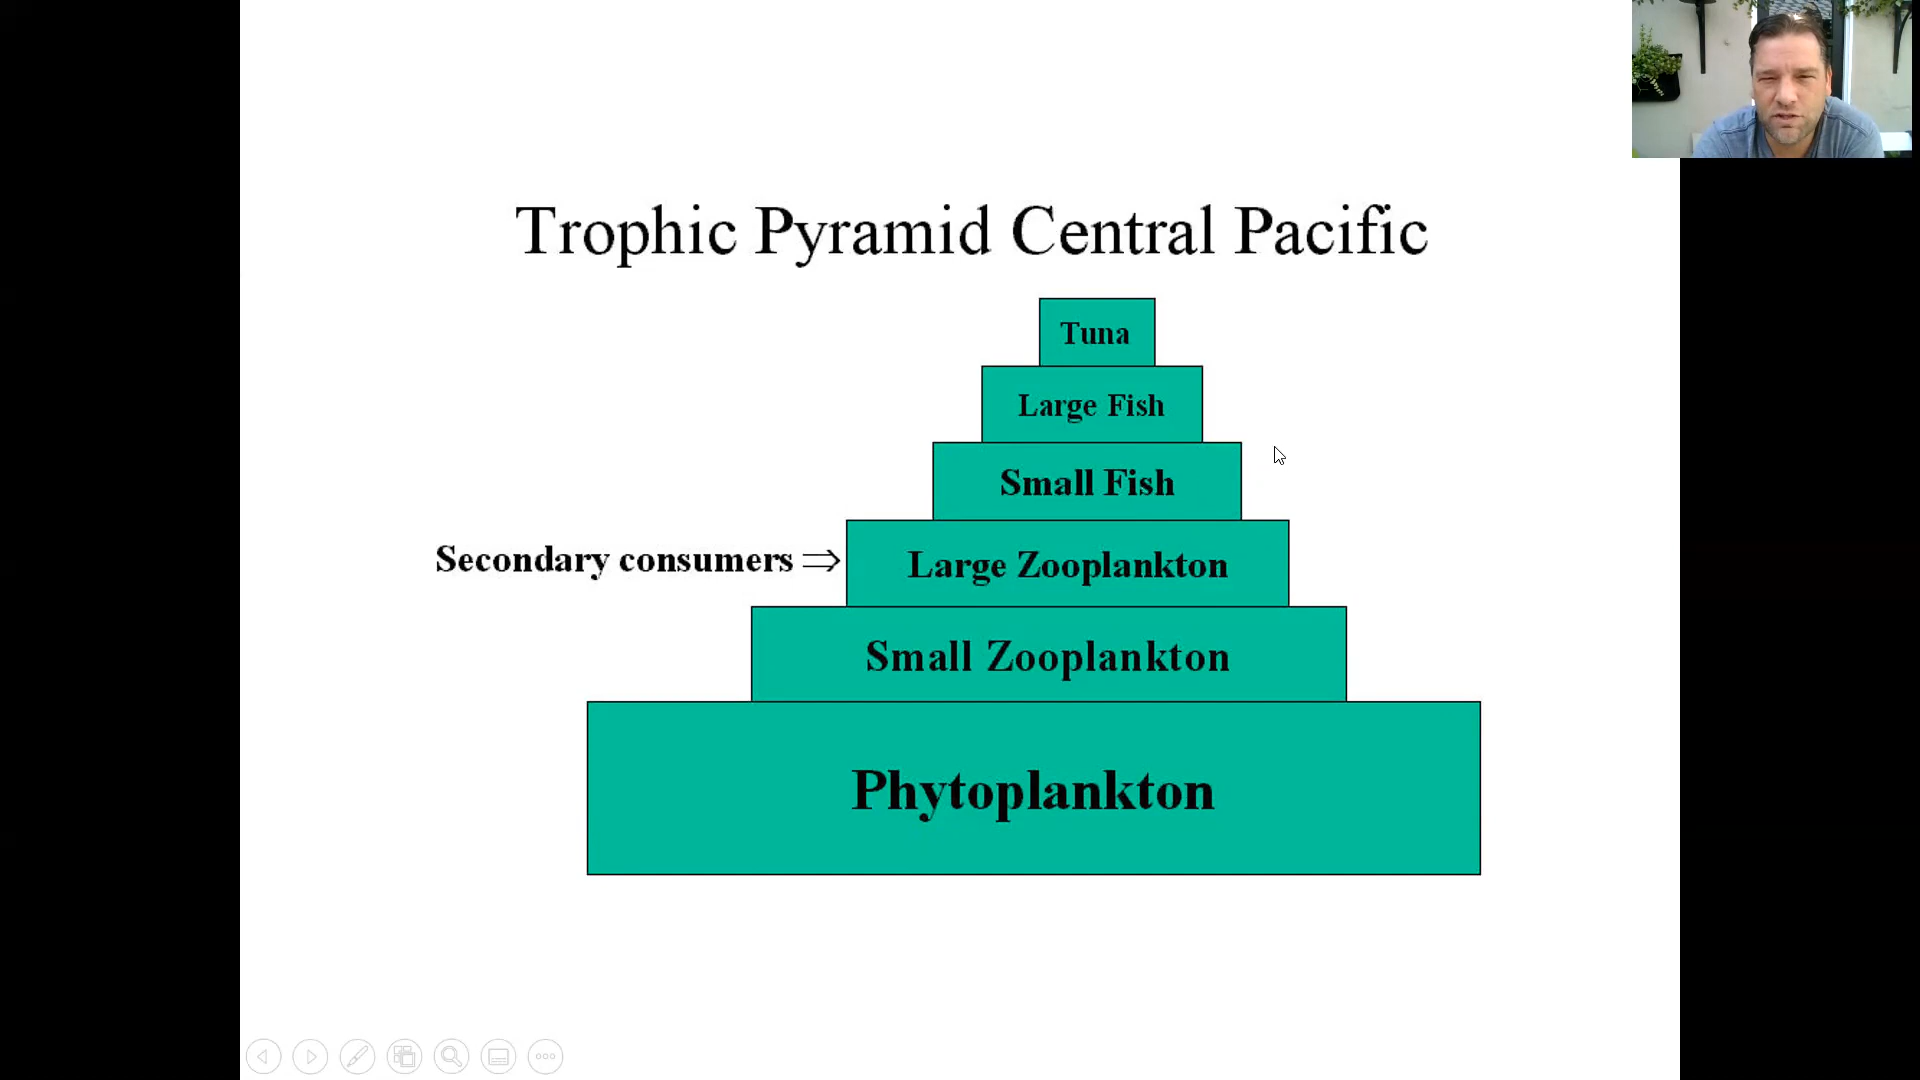 Trophic Pyramid Central Pacific
Tuna
Large Fish
Small Fish
Secondary consumers ⇒
Large Zooplankton
Small Zooplankton
Phytoplankton